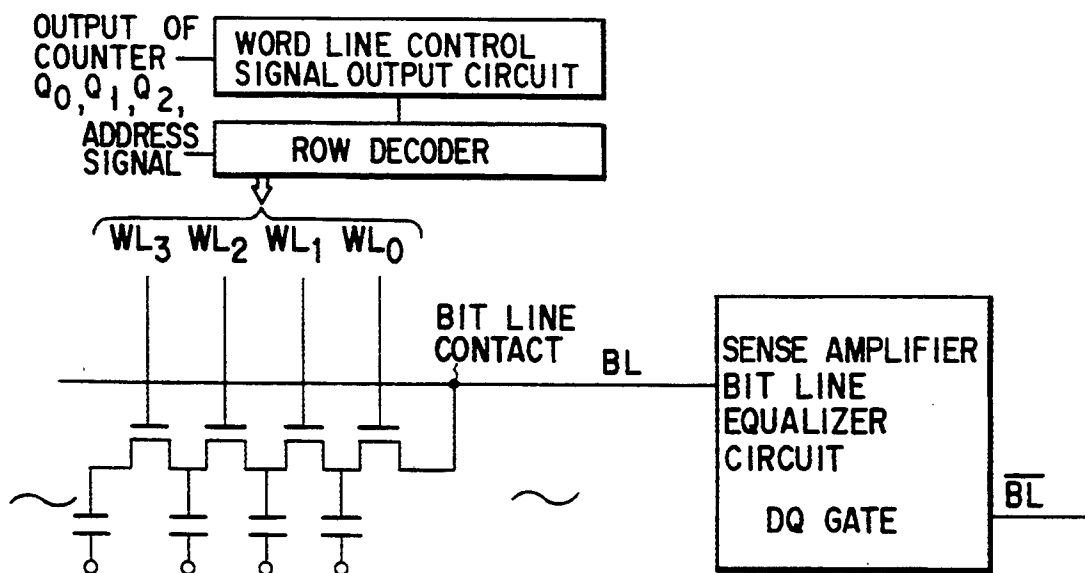 OUTPUT OF
COUNTER
Q0, Q1, Q2,
ADDRESS
SIGNAL
WORD LINE CONTROL
SIGNAL OUTPUT CIRCUIT
ROW DECODER
WL3 WL2 WL1 WL0
BIT LINE
CONTACT
BL
SENSE AMPLIFIER
BIT LINE
EQUALIZER
CIRCUIT
DQ GATE
B̅L̅